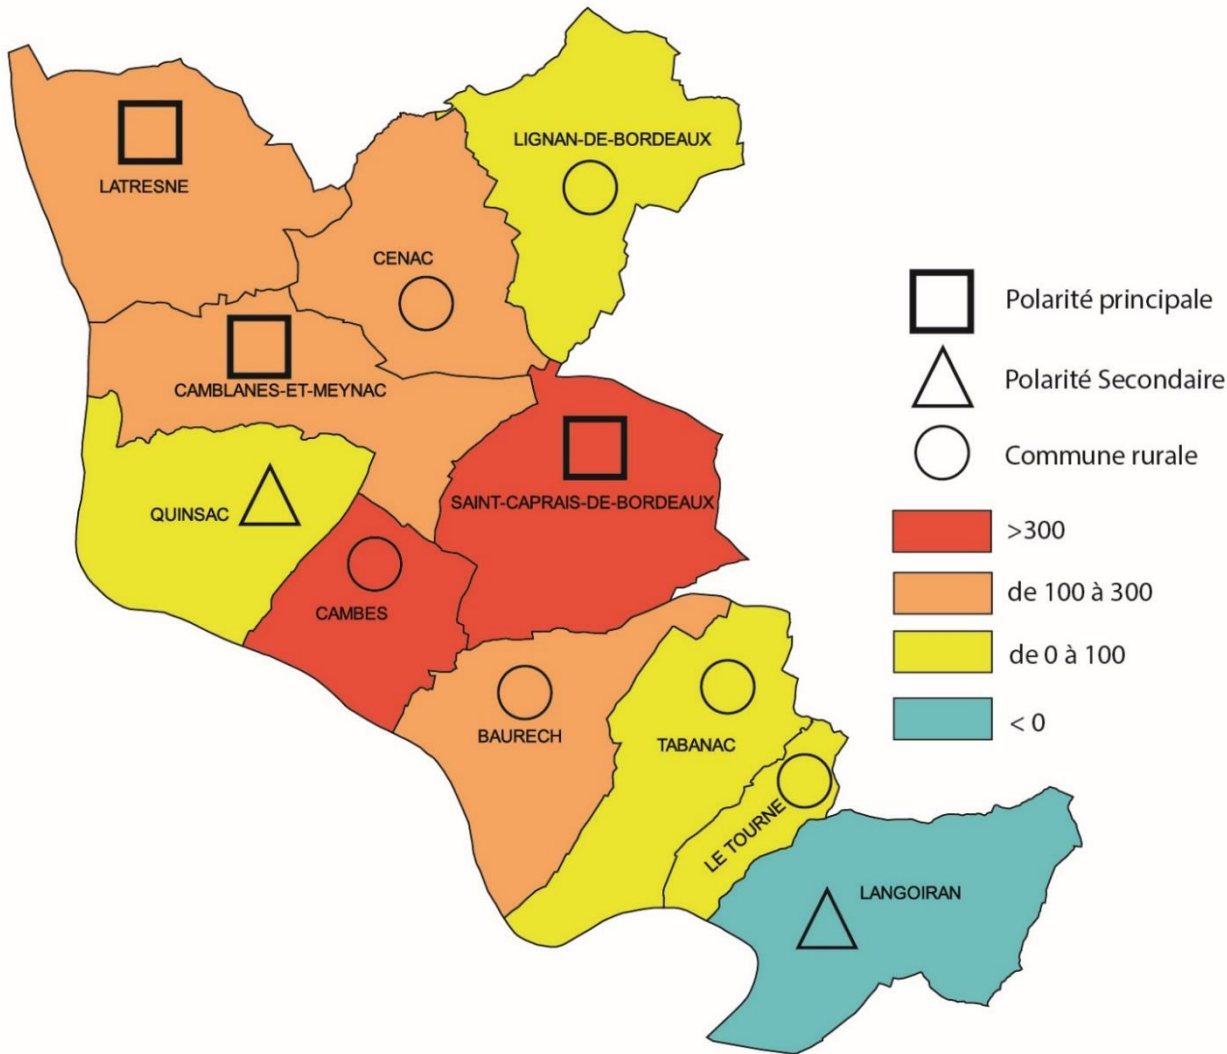 LIGNAN-DE-BORDEAUX
LATRESNE
CENAC
CAMBLANES-ET-MEYNAC
SAINT-CAPRAIS-DE-BORDEAUX
QUINSAC
CAMBES
BAURECH
TABANAC
LE TOURNE
LANGOIRAN
Polarité principale
Polarité Secondaire
Commune rurale
>300
de 100 à 300
de 0 à 100
< 0